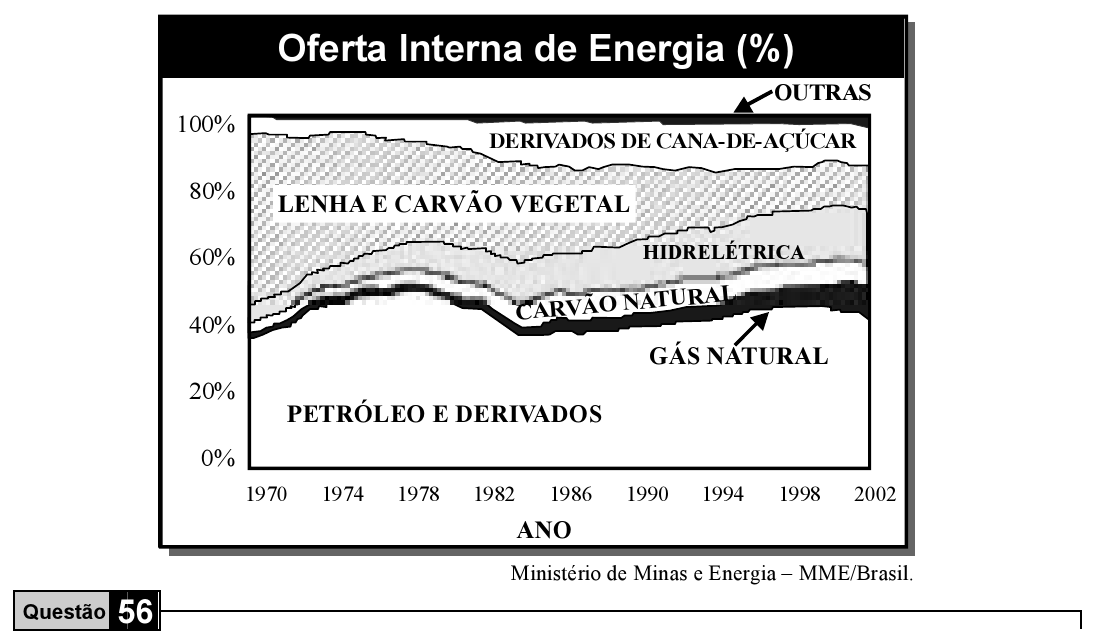 Oferta Interna de Energia (%)
OUTRAS
100%
DERIVADOS DE CANA-DE-AÇÚCAR
80%
LENHA E CARVÃO VEGETAL
60%
HIDRELÉTRICA
CARVÃO NATURAL
40%
GÁS NATURAL
20%
PETRÓLEO E DERIVADOS
0%
1970 1974 1978 1982 1986 1990 1994 1998 2002
ANO
Ministério de Minas e Energia – MME/Brasil.
Questão 56